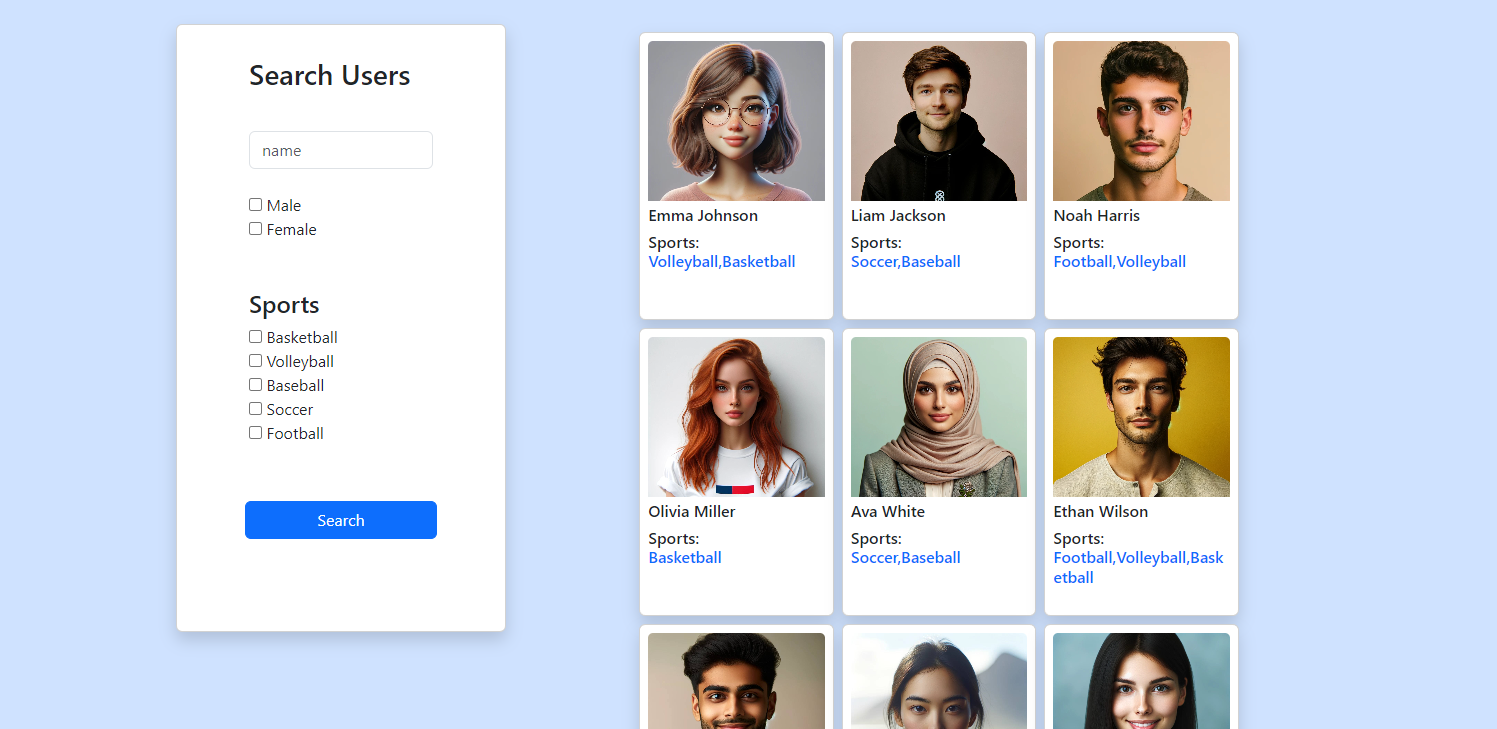 Search Users
name
Male
Female
Sports
Basketball
Volleyball
Baseball
Soccer
Football
Search
Emma Johnson
Sports:
Volleyball,Basketball
Liam Jackson
Sports:
Soccer,Baseball
Noah Harris
Sports:
Football,Volleyball
Olivia Miller
Sports:
Basketball
Ava White
Sports:
Soccer,Baseball
Ethan Wilson
Sports:
Football,Volleyball,Bask
etball